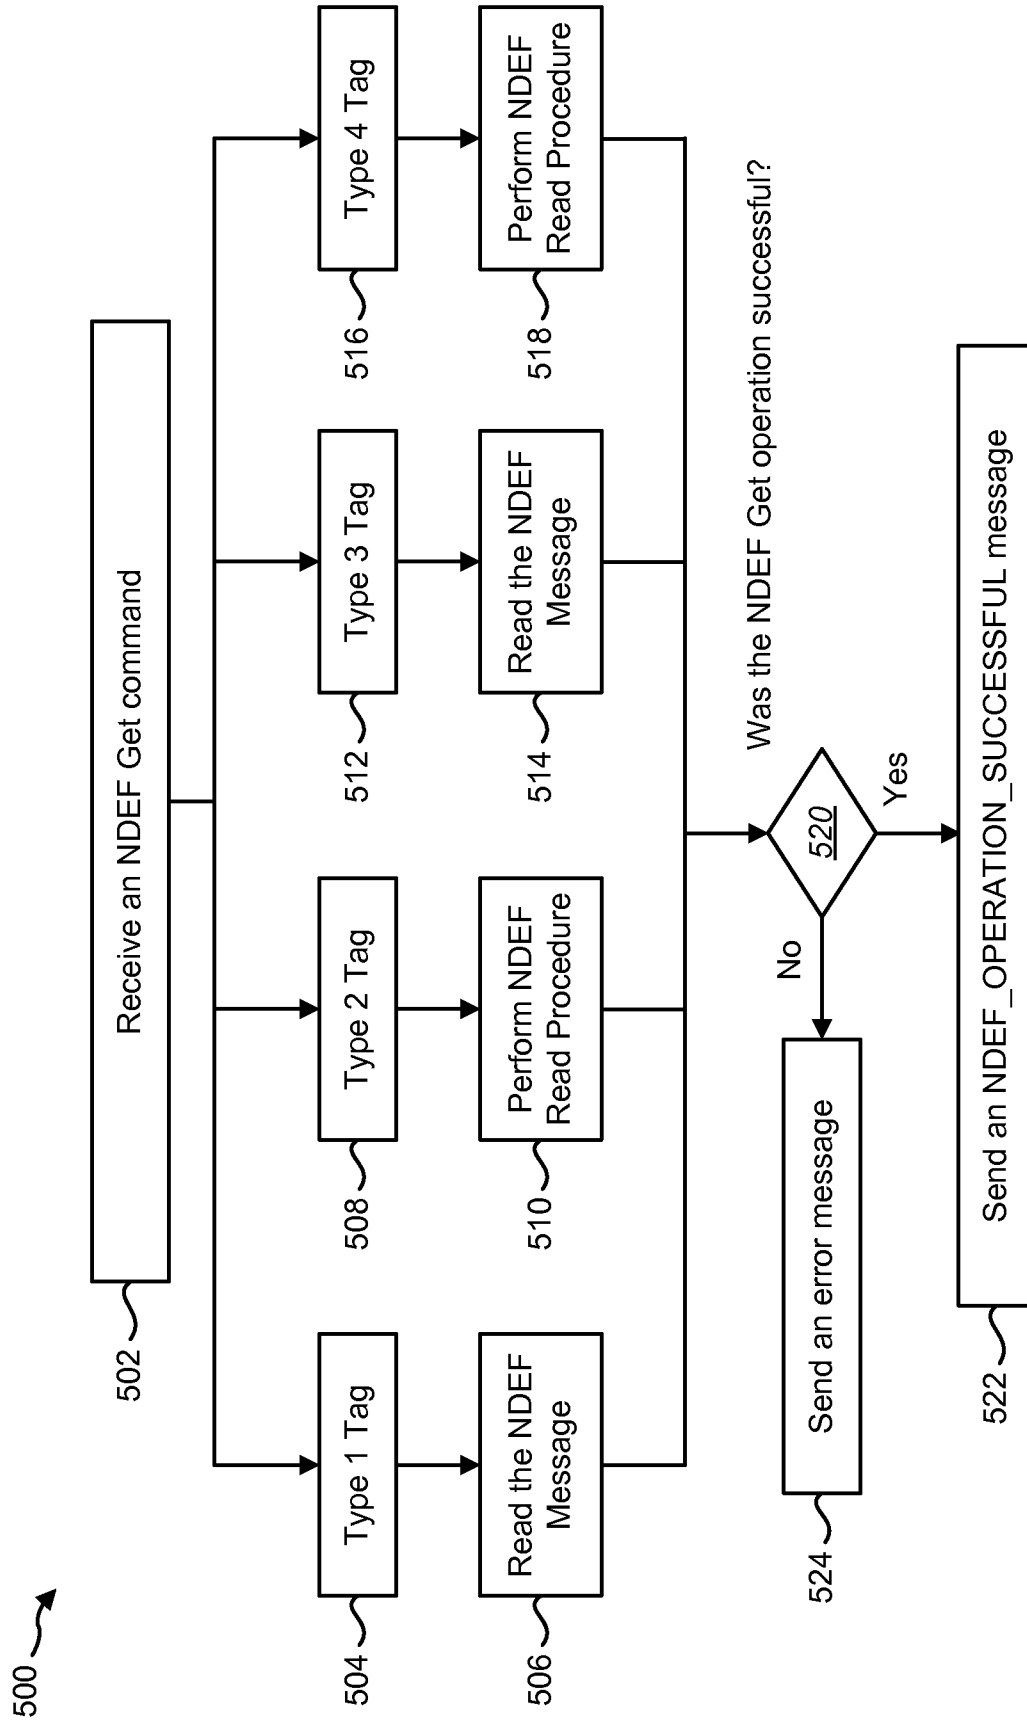 500
502
Receive an NDEF Get command
504
Type 1 Tag
508
Type 2 Tag
512
Type 3 Tag
516
Type 4 Tag
506
Read the NDEF
Message
510
Perform NDEF
Read Procedure
514
Read the NDEF
Message
518
Perform NDEF
Read Procedure
Was the NDEF Get operation successful?
520
No
Yes
524
Send an error message
522
Send an NDEF_OPERATION_SUCCESSFUL message